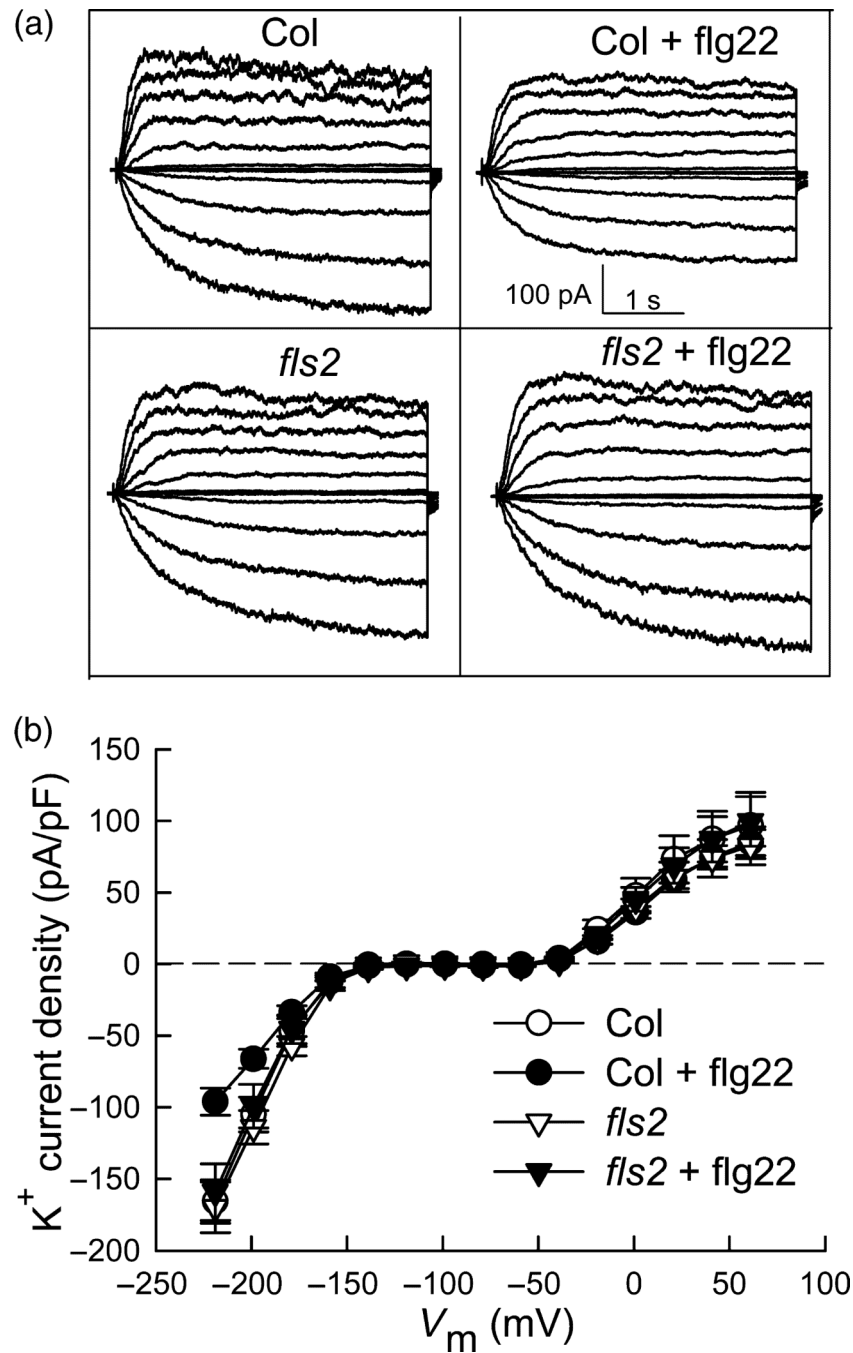 (a)
Col
Col + flg22
100 pA
1 s
fls2
fls2 + flg22
(b)
K+ current density (pA/pF)
150
100
50
0
–50
–100
–150
–200
–250
–200
–150
–100
–50
0
50
100
Vm (mV)
Col
Col + flg22
fls2
fls2 + flg22